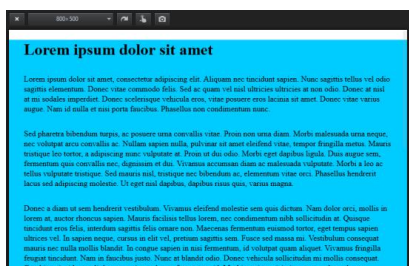 800×500
Lorem ipsum dolor sit amet
Lorem ipsum dolor sit amet, consectetur adipiscing elit. Aliquam nec tincidunt sapien. Nunc sagittis tellus vel odio
sagittis elementum. Donec vitae commodo felis. Sed ac quam vel nisl ultricies ultricies at non odio. Donec at nisl
at mi sodales imperdiet. Donec scelerisque vehicula eros, vitae posuere eros lacinia sit amet. Donec vitae varius
augue. Nam id nulla et nisi porta faucibus. Phasellus non condimentum nunc.
Sed pharetra bibendum turpis, ac posuere urna convallis vitae. Proin non urna diam. Morbi malesuada urna neque,
nec volutpat arcu convallis ac. Nullam sapien nulla, pulvinar sit amet eleifend vitae, tempor fringilla metus. Mauris
tristique leo tortor, a adipiscing nunc vulputate at. Proin ut dui odio. Morbi eget dapibus ligula. Duis augue sem,
fermentum quis convallis nec, dignissim et dui. Vivamus accumsan diam ac malesuada vulputate. Morbi a leo ac
tellus vulputate tristique. Sed mauris nisl, tristique nec bibendum ac, elementum vitae orci. Phasellus hendrerit
lacus sed adipiscing molestie. Ut eget nisl dapibus, dapibus risus quis, varius magna.
Donec a diam ut sem hendrerit vestibulum. Vivamus eleifend molestie sem quis dictum. Nam dolor orci, mollis in
lorem at, auctor rhoncus sapien. Mauris facilisis tellus lorem, nec condimentum nibh sollicitudin at. Quisque
tincidunt eros felis, interdum sagittis felis ornare non. Maecenas fermentum euismod tortor, eget tempus sapien
ultrices vel. In sapien neque, cursus in elit vel, pretium sagittis sem. Fusce sed massa mi. Vestibulum consequat
mauris nec nulla mollis blandit. In congue sapien in nisi fermentum, id volutpat quam aliquet. Vivamus fringilla
feugiat tincidunt. Nam in faucibus justo. Nunc at blandit odio. Donec vehicula sollicitudin mi mollis consequat.